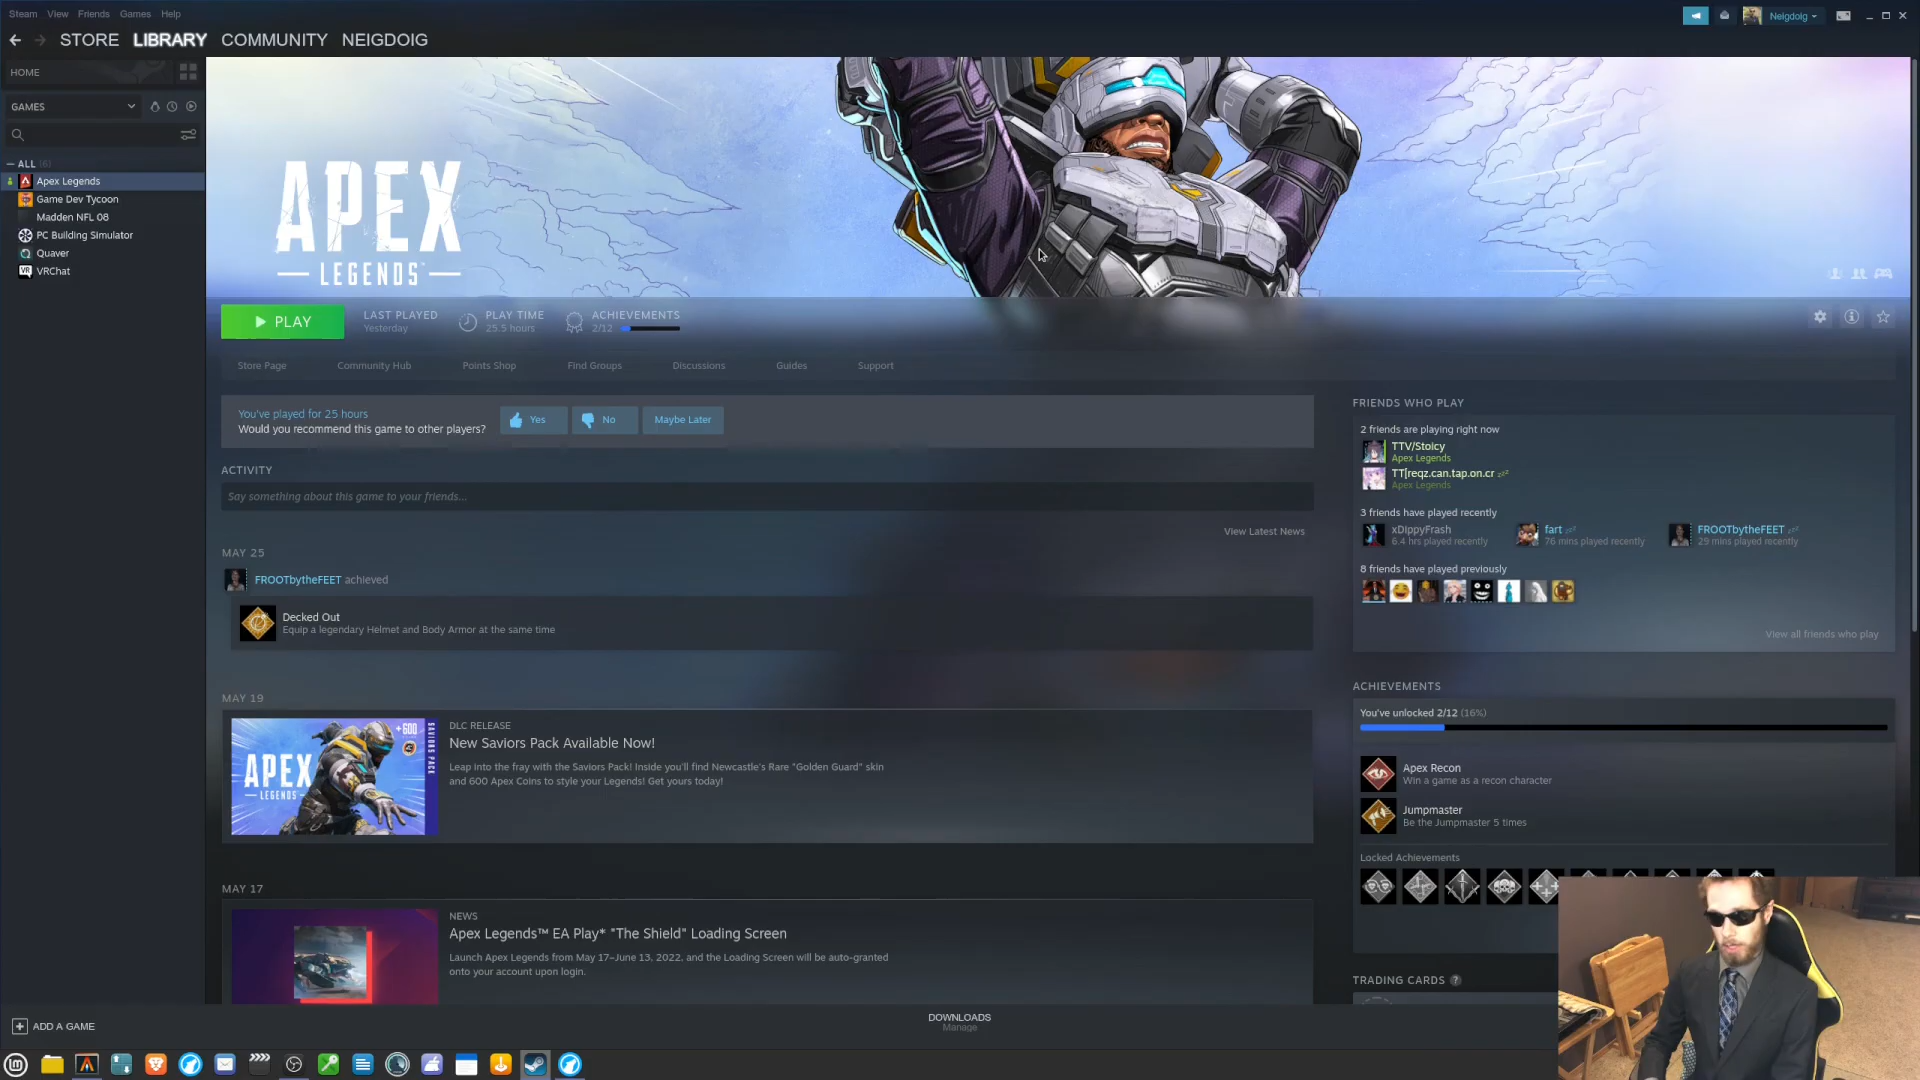 Steam View Friends Games Help
Neigdoig
STORE LIBRARY COMMUNITY NEIGDOIG
HOME
GAMES
ALL (6)
Apex Legends
Game Dev Tycoon
Madden NFL 08
PC Building Simulator
Quaver
VRChat
APEX
LEGENDS
PLAY
LAST PLAYED
Yesterday
PLAY TIME
25.5 hours
ACHIEVEMENTS
2/12
Store Page Community Hub Points Shop Find Groups Discussions Guides Support
You've played for 25 hours
Would you recommend this game to other players?
Yes No Maybe Later
ACTIVITY
Say something about this game to your friends...
View Latest News
MAY 25
FROOTbytheFEET achieved
Decked Out
Equip a legendary Helmet and Body Armor at the same time
MAY 19
APEX
LEGENDS
+600
SAVIORS PACK
DLC RELEASE
New Saviors Pack Available Now!
Leap into the fray with the Saviors Pack! Inside you'll find Newcastle's Rare "Golden Guard" skin
and 600 Apex Coins to style your Legends! Get yours today!
MAY 17
NEWS
Apex Legends™ EA Play* "The Shield" Loading Screen
Launch Apex Legends from May 17–June 13, 2022, and the Loading Screen will be auto-granted
onto your account upon login.
FRIENDS WHO PLAY
2 friends are playing right now
TTV/Stoicy
Apex Legends
TT[reqz.can.tap.on.cr
Apex Legends
3 friends have played recently
xDippyFrash
6.4 hrs played recently
fart
76 mins played recently
FROOTbytheFEET
29 mins played recently
8 friends have played previously
View all friends who play
ACHIEVEMENTS
You've unlocked 2/12 (16%)
Apex Recon
Win a game as a recon character
Jumpmaster
Be the Jumpmaster 5 times
Locked Achievements
TRADING CARDS ?
ADD A GAME
DOWNLOADS
Manage